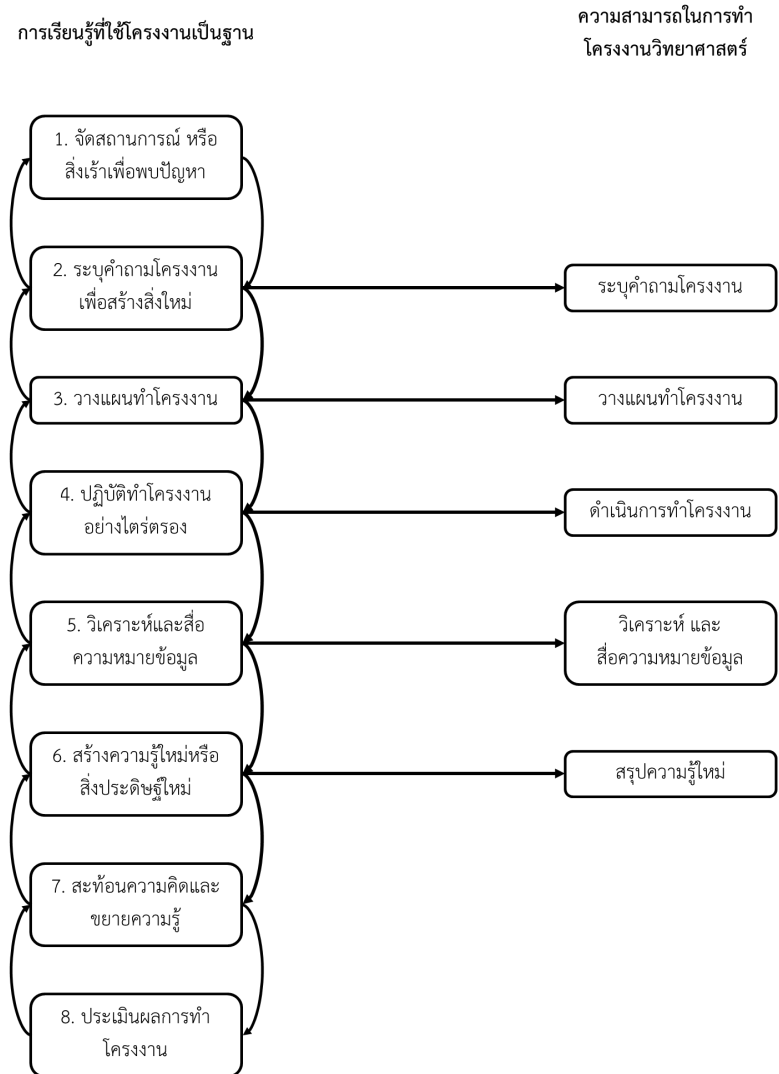 การเรียนรู้ที่ใช้โครงงานเป็นฐาน
ความสามารถในการทำ
โครงงานวิทยาศาสตร์
1. จัดสถานการณ์ หรือ
สิ่งเร้าเพื่อพบปัญหา
2. ระบุคำถามโครงงาน
เพื่อสร้างสิ่งใหม่
ระบุคำถามโครงงาน
3. วางแผนทำโครงงาน
วางแผนทำโครงงาน
4. ปฏิบัติทำโครงงาน
อย่างไตร่ตรอง
ดำเนินการทำโครงงาน
5. วิเคราะห์และสื่อ
ความหมายข้อมูล
วิเคราะห์ และ
สื่อความหมายข้อมูล
6. สร้างความรู้ใหม่หรือ
สิ่งประดิษฐ์ใหม่
สรุปความรู้ใหม่
7. สะท้อนความคิดและ
ขยายความรู้
8. ประเมินผลการทำ
โครงงาน